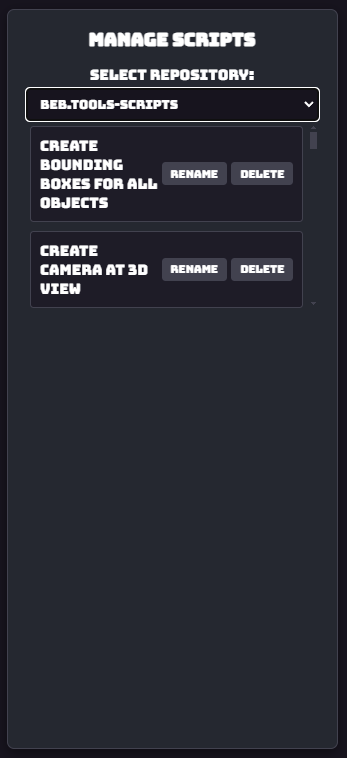 MANAGE SCRIPTS
SELECT REPOSITORY:
BEB.TOOLS-SCRIPTS
CREATE
BOUNDING
BOXES FOR ALL
OBJECTS
RENAME DELETE
CREATE
CAMERA AT 3D
VIEW
RENAME DELETE